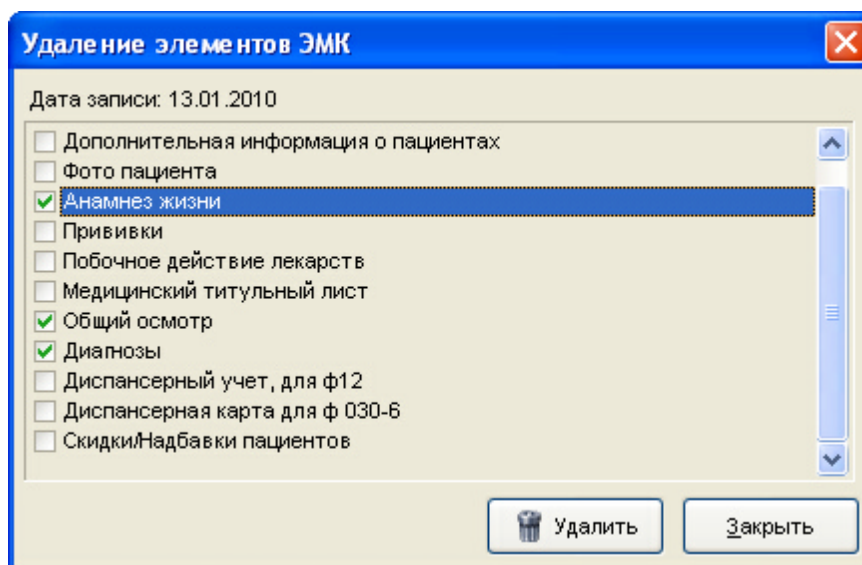 Удаление элементов ЭМК
Дата записи: 13.01.2010
Дополнительная информация о пациентах
Фото пациента
Анамнез жизни
Прививки
Побочное действие лекарств
Медицинский титульный лист
Общий осмотр
Диагнозы
Диспансерный учет, для ф12
Диспансерная карта для ф 030-6
Скидки/Надбавки пациентов
Удалить
Закрыть